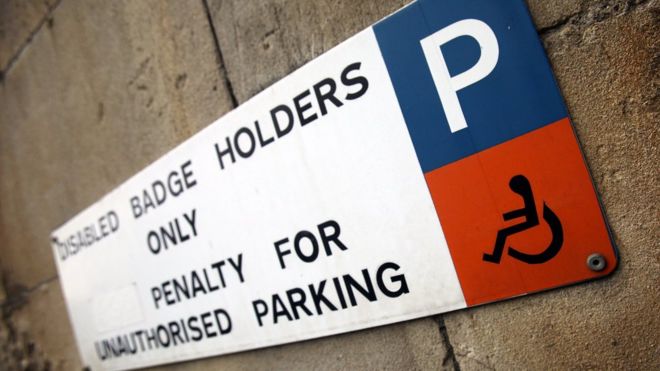 DISABLED BADGE HOLDERS
ONLY
PENALTY FOR
UNAUTHORISED PARKING
P